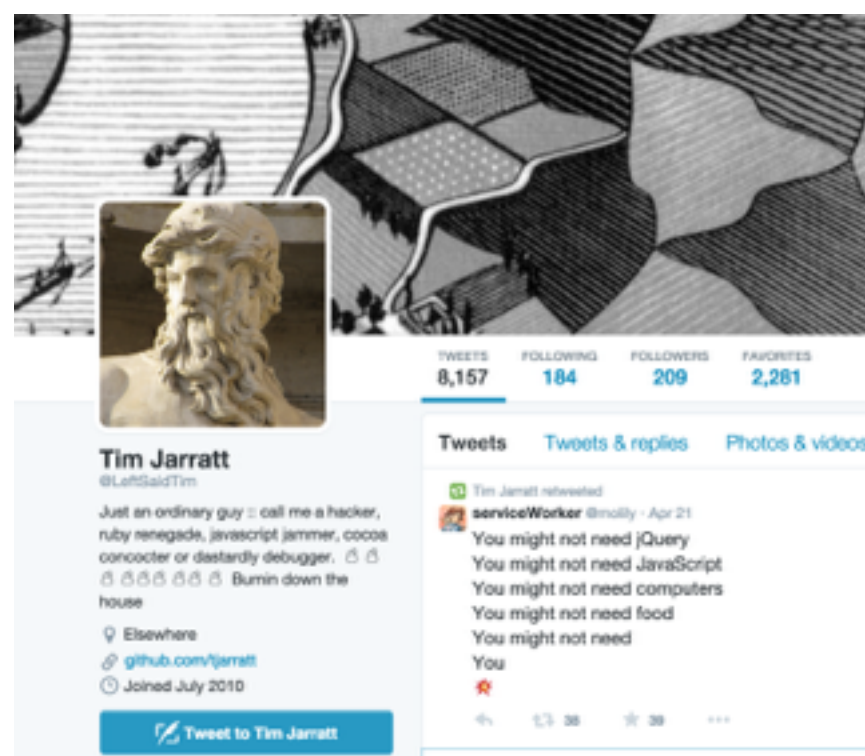 TWEETS
8,157
FOLLOWING
184
FOLLOWERS
209
FAVORITES
2,281
Tim Jarratt
@LeftSaidTim
Just an ordinary guy :: call me a hacker,
ruby renegade, javascript jammer, cocoa
concocter or dastardly debugger.
Burnin down the
house
Elsewhere
github.com/tjarratt
Joined July 2010
Tweet to Tim Jarratt
Tweets Tweets & replies Photos & videos
Tim Jarratt retweeted
serviceWorker @molily · Apr 21
You might not need jQuery
You might not need JavaScript
You might not need computers
You might not need food
You might not need
You
38 39